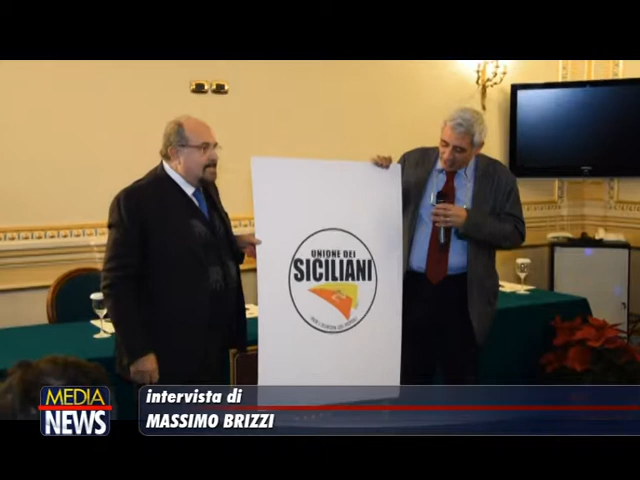 UNIONE DEI
SICILIANI
MEDIA
NEWS
intervista di
MASSIMO BRIZZI